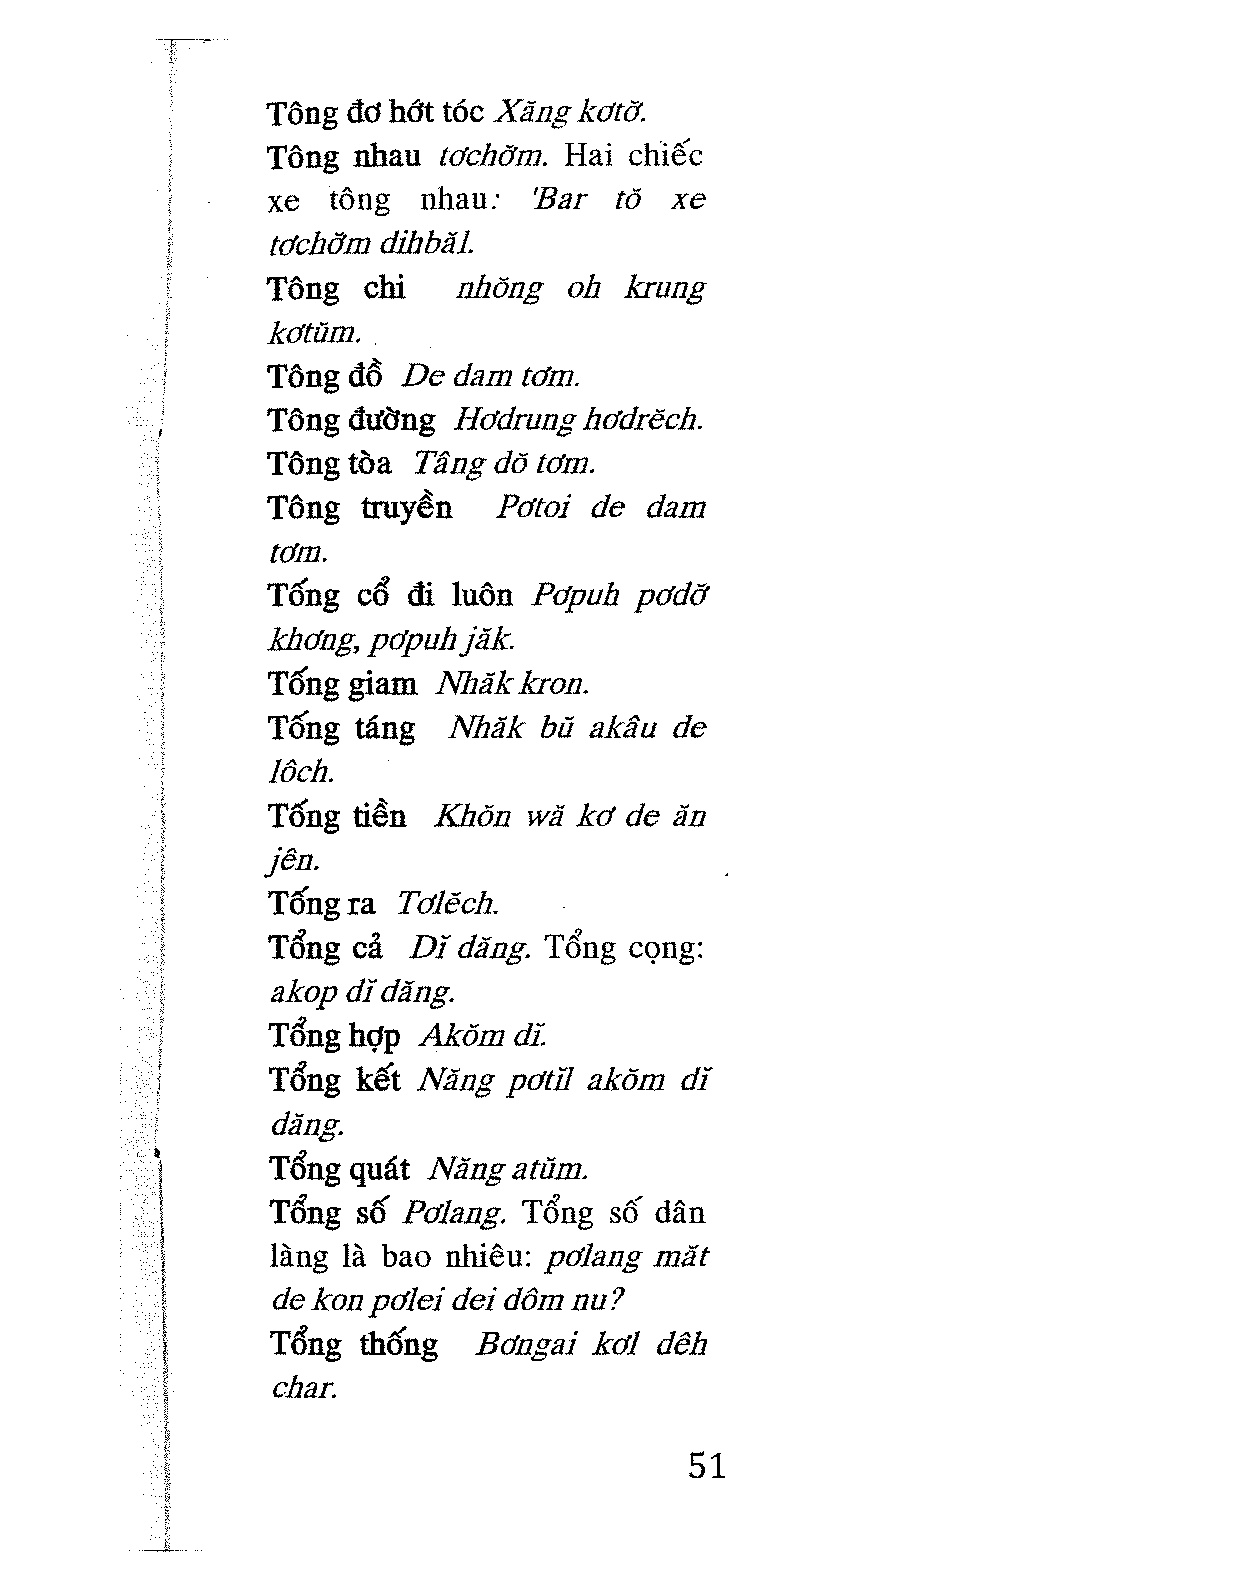 Tông đơ hớt tóc Xăng kơtơ̆.
Tông nhau tơchơ̆m. Hai chiếc
xe tông nhau: 'Bar tŏ xe
tơchơ̆m dihbăl.
Tông chi nhŏng oh krung
kơtŭm.
Tông đồ De dam tơm.
Tông đường Hơdrung hơdrĕch.
Tông tòa Tâng dŏ tơm.
Tông truyền Pơtoi de dam
tơm.
Tống cổ đi luôn Pơpuh pơdơ̆
khơng, pơpuh jăk.
Tống giam Nhăk kron.
Tống táng Nhăk bŭ akâu de
lôch.
Tống tiền Khŏn wă kơ de ăn
jên.
Tống ra Tơlĕch.
Tổng cả Dĭ dăng. Tổng cọng:
akop dĭ dăng.
Tổng hợp Akŏm dĭ.
Tổng kết Năng pơtĭl akŏm dĭ
dăng.
Tổng quát Năng atŭm.
Tổng số Pơlang. Tổng số dân
làng là bao nhiêu: pơlang măt
de kon pơlei dei dôm nu?
Tổng thống Bơngai kơl dêh
char.
51